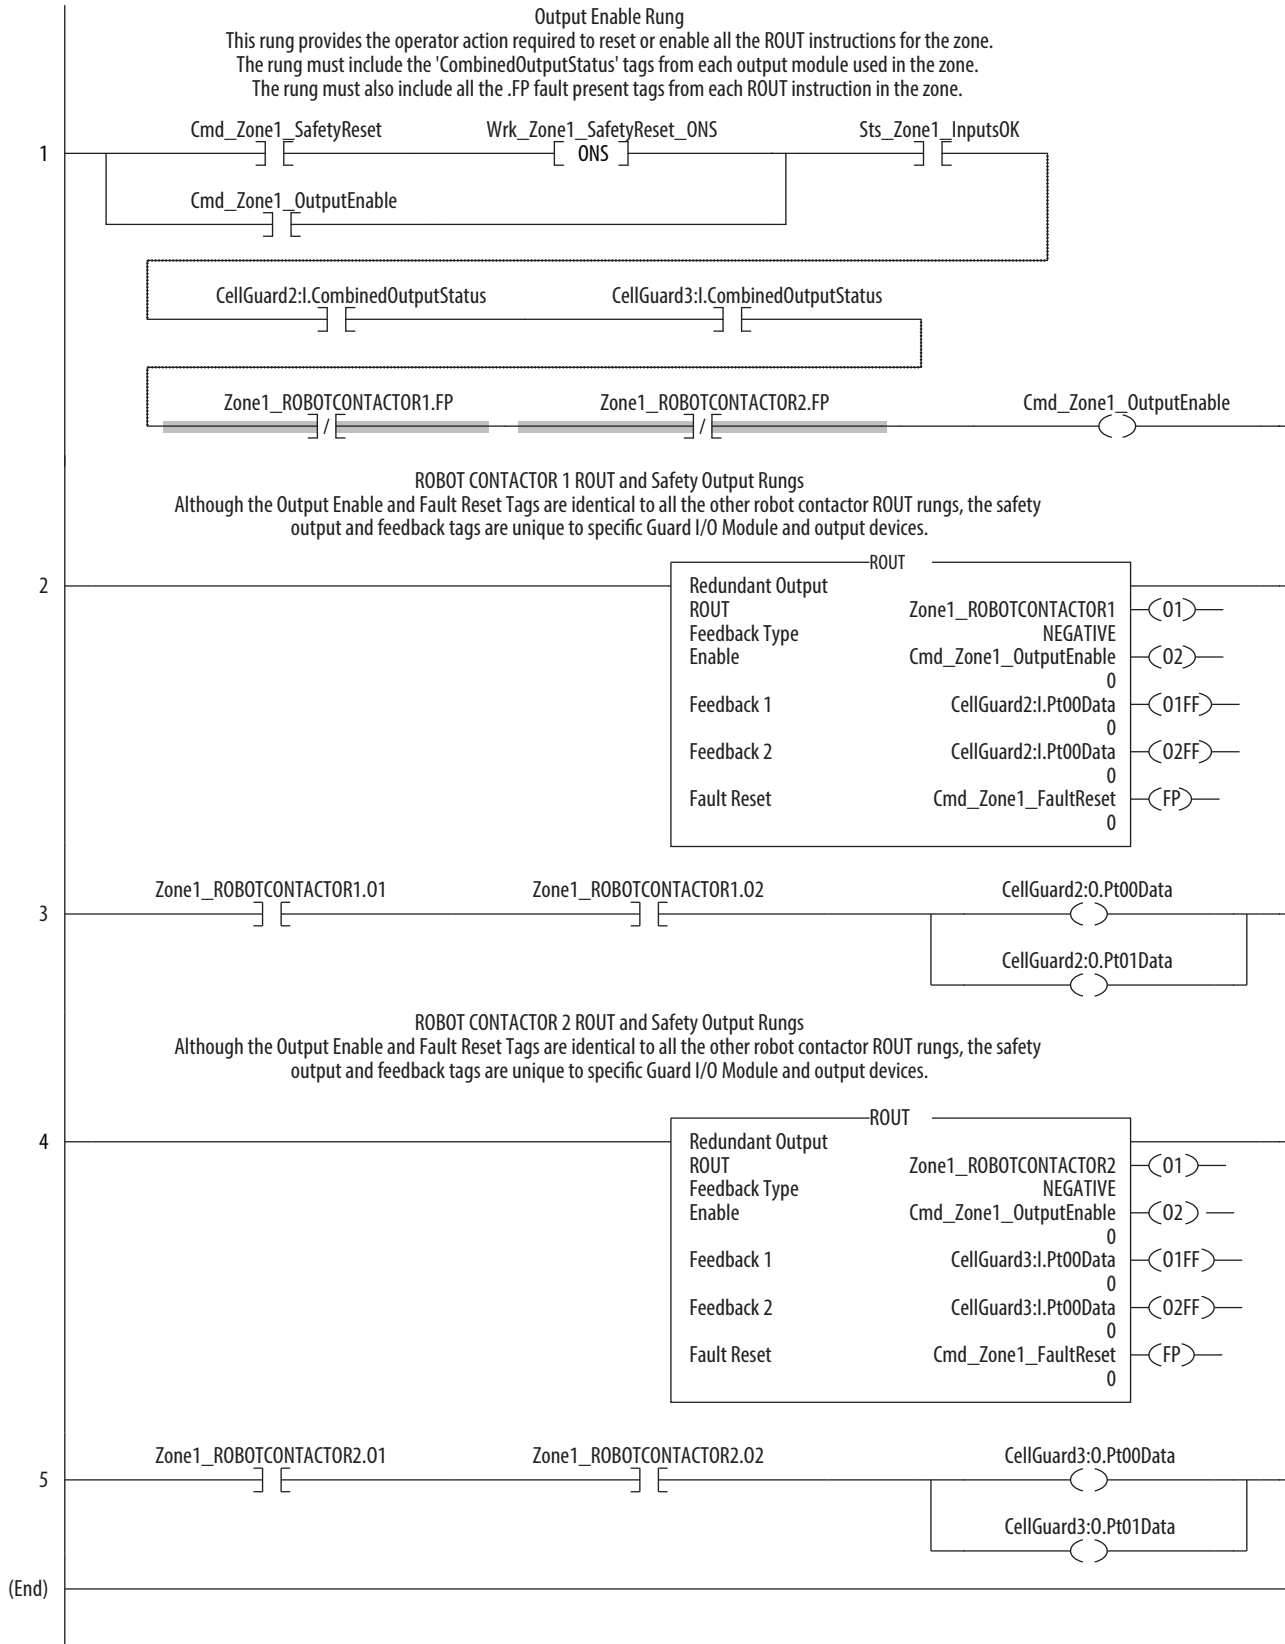 Output Enable Rung
This rung provides the operator action required to reset or enable all the ROUT instructions for the zone.
The rung must include the 'CombinedOutputStatus' tags from each output module used in the zone.
The rung must also include all the .FP fault present tags from each ROUT instruction in the zone.
Cmd_Zone1_SafetyReset Wrk_Zone1_SafetyReset_ONS Sts_Zone1_InputsOK
1 ONS
Cmd_Zone1_OutputEnable
CellGuard2:I.CombinedOutputStatus CellGuard3:I.CombinedOutputStatus
Zone1_ROBOTCONTACTOR1.FP Zone1_ROBOTCONTACTOR2.FP Cmd_Zone1_OutputEnable
/ /
ROBOT CONTACTOR 1 ROUT and Safety Output Rungs
Although the Output Enable and Fault Reset Tags are identical to all the other robot contactor ROUT rungs, the safety
output and feedback tags are unique to specific Guard I/O Module and output devices.
ROUT
2 Redundant Output
ROUT Zone1_ROBOTCONTACTOR1 O1
Feedback Type NEGATIVE
Enable Cmd_Zone1_OutputEnable O2
0
Feedback 1 CellGuard2:I.Pt00Data O1FF
0
Feedback 2 CellGuard2:I.Pt00Data O2FF
0
Fault Reset Cmd_Zone1_FaultReset FP
0
Zone1_ROBOTCONTACTOR1.O1 Zone1_ROBOTCONTACTOR1.O2 CellGuard2:O.Pt00Data
3
CellGuard2:O.Pt01Data
ROBOT CONTACTOR 2 ROUT and Safety Output Rungs
Although the Output Enable and Fault Reset Tags are identical to all the other robot contactor ROUT rungs, the safety
output and feedback tags are unique to specific Guard I/O Module and output devices.
ROUT
4 Redundant Output
ROUT Zone1_ROBOTCONTACTOR2 O1
Feedback Type NEGATIVE
Enable Cmd_Zone1_OutputEnable O2
0
Feedback 1 CellGuard3:I.Pt00Data O1FF
0
Feedback 2 CellGuard3:I.Pt00Data O2FF
0
Fault Reset Cmd_Zone1_FaultReset FP
0
Zone1_ROBOTCONTACTOR2.O1 Zone1_ROBOTCONTACTOR2.O2 CellGuard3:O.Pt00Data
5
CellGuard3:O.Pt01Data
(End)